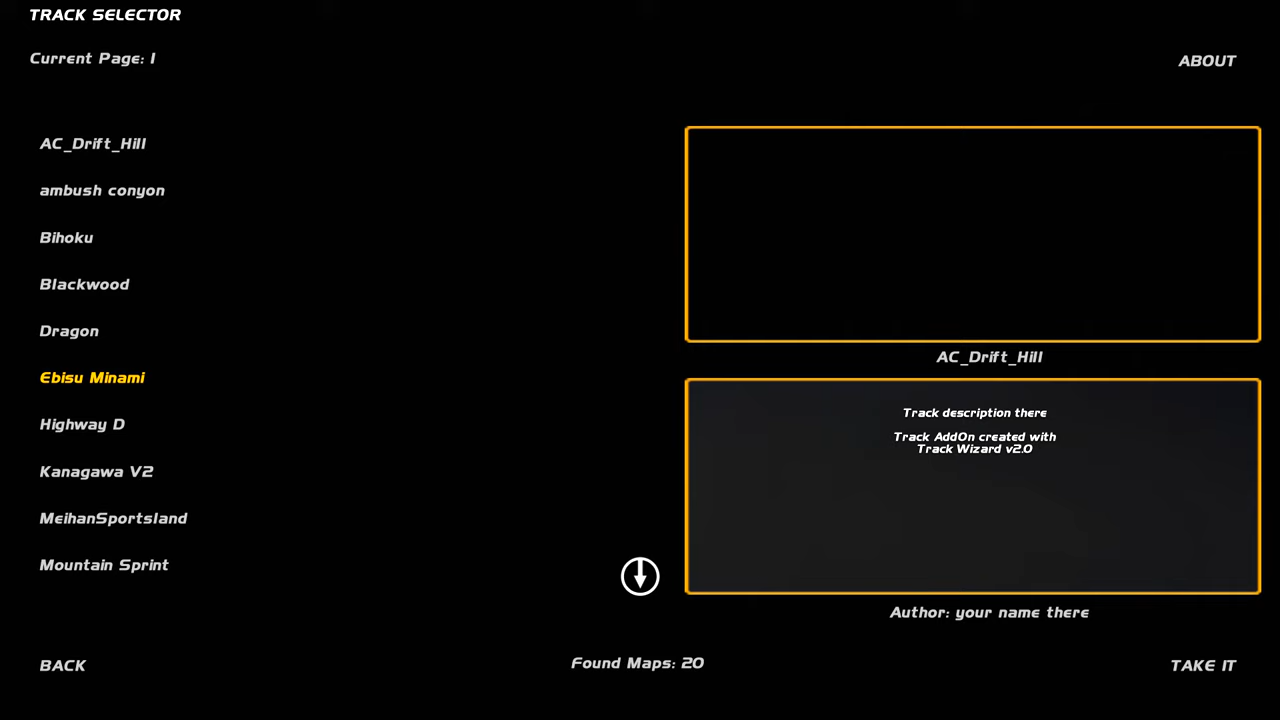 TRACK SELECTOR
Current Page: 1
ABOUT
AC_Drift_Hill
ambush conyon
Bihoku
Blackwood
Dragon
Ebisu Minami
Highway D
Kanagawa V2
MeihanSportsland
Mountain Sprint
AC_Drift_Hill
Track description there
Track AddOn created with
Track Wizard v2.0
Author: your name there
BACK
Found Maps: 20
TAKE IT